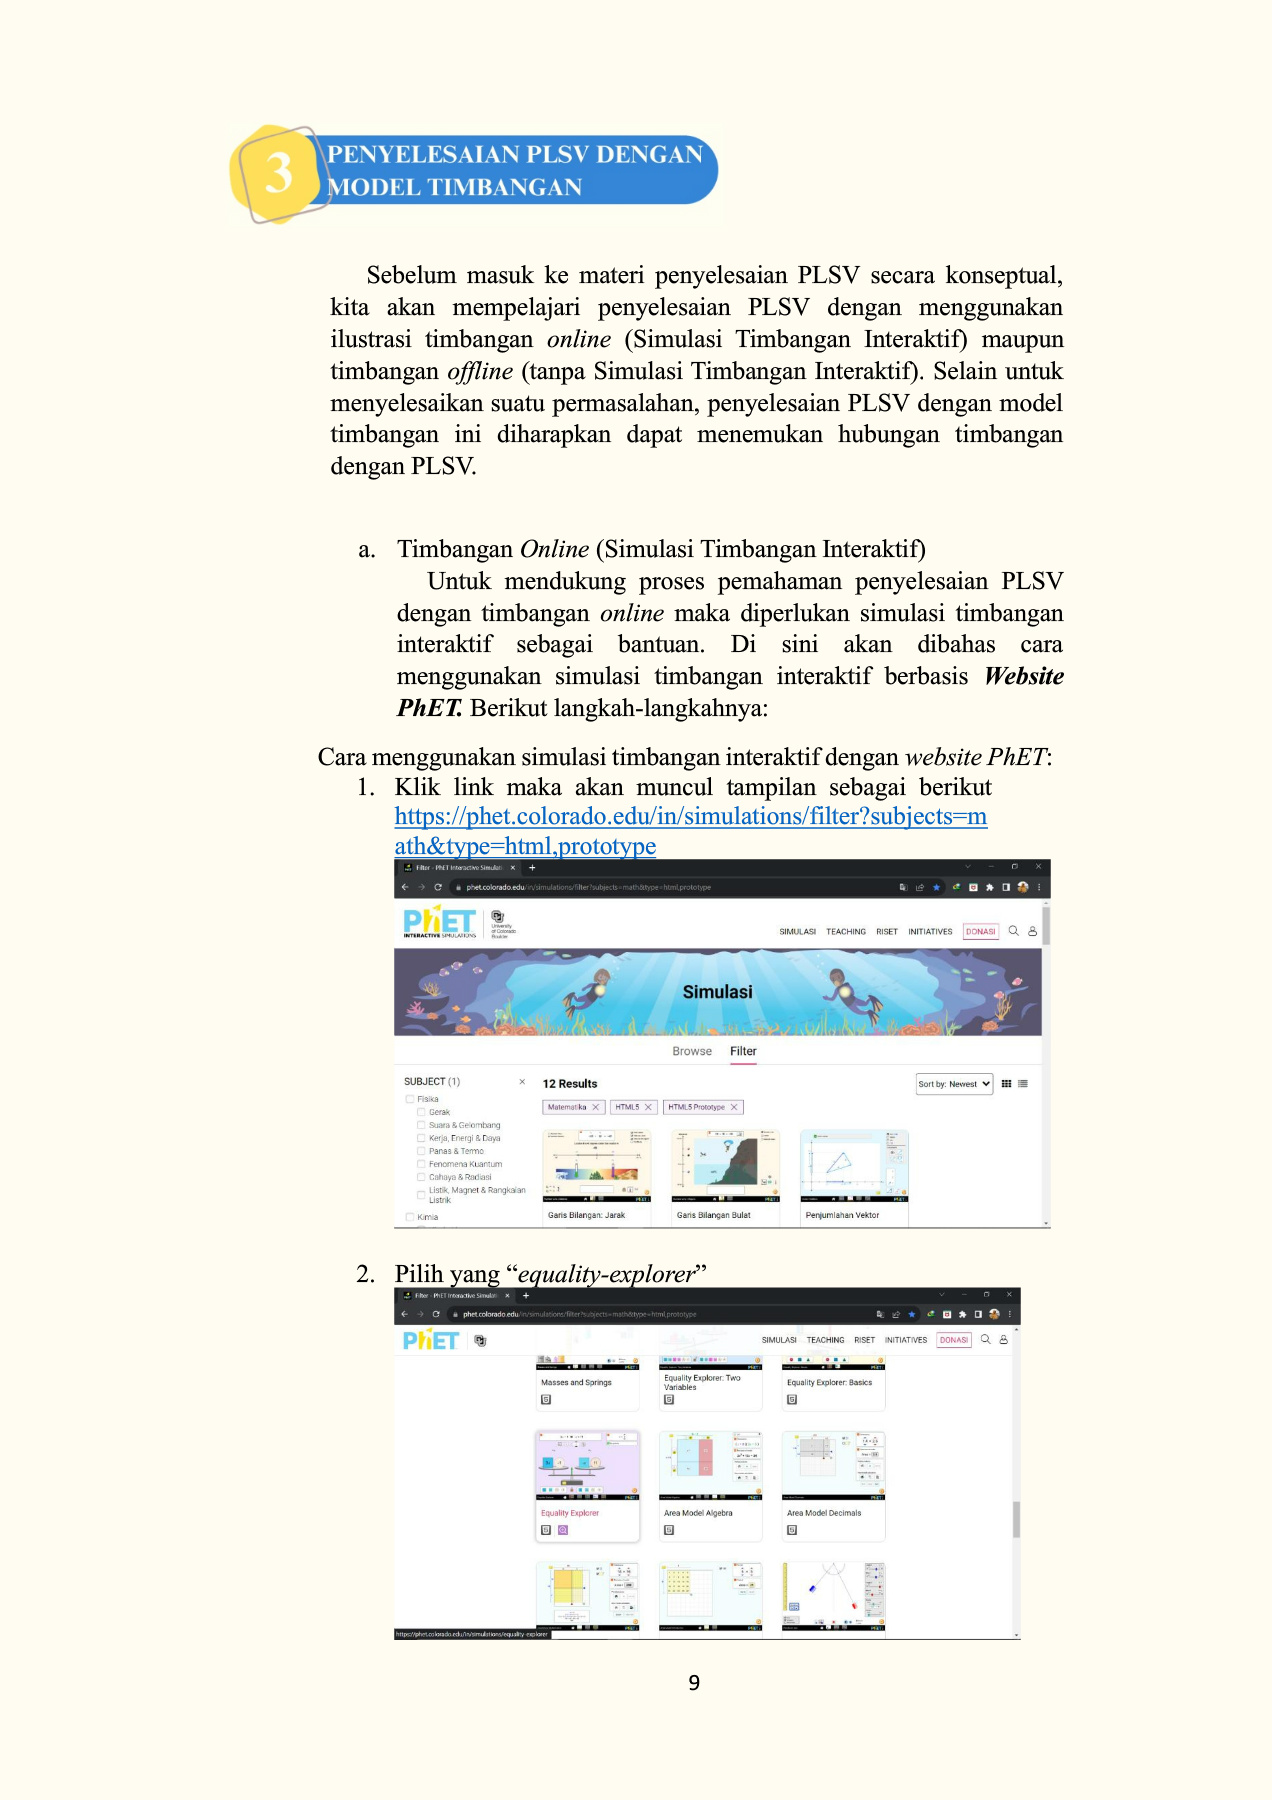 3
PENYELESAIAN PLSV DENGAN
MODEL TIMBANGAN
Sebelum masuk ke materi penyelesaian PLSV secara konseptual,
kita akan mempelajari penyelesaian PLSV dengan menggunakan
ilustrasi timbangan online (Simulasi Timbangan Interaktif) maupun
timbangan offline (tanpa Simulasi Timbangan Interaktif). Selain untuk
menyelesaikan suatu permasalahan, penyelesaian PLSV dengan model
timbangan ini diharapkan dapat menemukan hubungan timbangan
dengan PLSV.
a. Timbangan Online (Simulasi Timbangan Interaktif)
Untuk mendukung proses pemahaman penyelesaian PLSV
dengan timbangan online maka diperlukan simulasi timbangan
interaktif sebagai bantuan. Di sini akan dibahas cara
menggunakan simulasi timbangan interaktif berbasis Website
PhET. Berikut langkah-langkahnya:
Cara menggunakan simulasi timbangan interaktif dengan website PhET:
1. Klik link maka akan muncul tampilan sebagai berikut
https://phet.colorado.edu/in/simulations/filter?subjects=m
ath&type=html,prototype
Filter - PhET Interactive Simulati
phet.colorado.edu/in/simulations/filter?subjects=math&type=html,prototype
PhET
INTERACTIVE SIMULATIONS
University
of Colorado
Boulder
SIMULASI TEACHING RISET INITIATIVES DONASI
Simulasi
Browse Filter
SUBJECT (1)
12 Results
Sort by: Newest
Fisika
Matematika HTML5 HTML5 Prototype
Gerak
Suara & Gelombang
Kerja, Energi & Daya
Panas & Termo
Fenomena Kuantum
Cahaya & Radiasi
Listik, Magnet & Rangkaian
Listrik
Kimia
Garis Bilangan: Jarak
Garis Bilangan Bulat
Penjumlahan Vektor
2. Pilih yang “equality-explorer”
Filter - PhET Interactive Simulati
phet.colorado.edu/in/simulations/filter?subjects=math&type=html,prototype
PhET
SIMULASI TEACHING RISET INITIATIVES DONASI
Masses and Springs
Equality Explorer: Two
Variables
Equality Explorer: Basics
Equality Explorer
Area Model Algebra
Area Model Decimals
https://phet.colorado.edu/in/simulations/equality-explorer
9